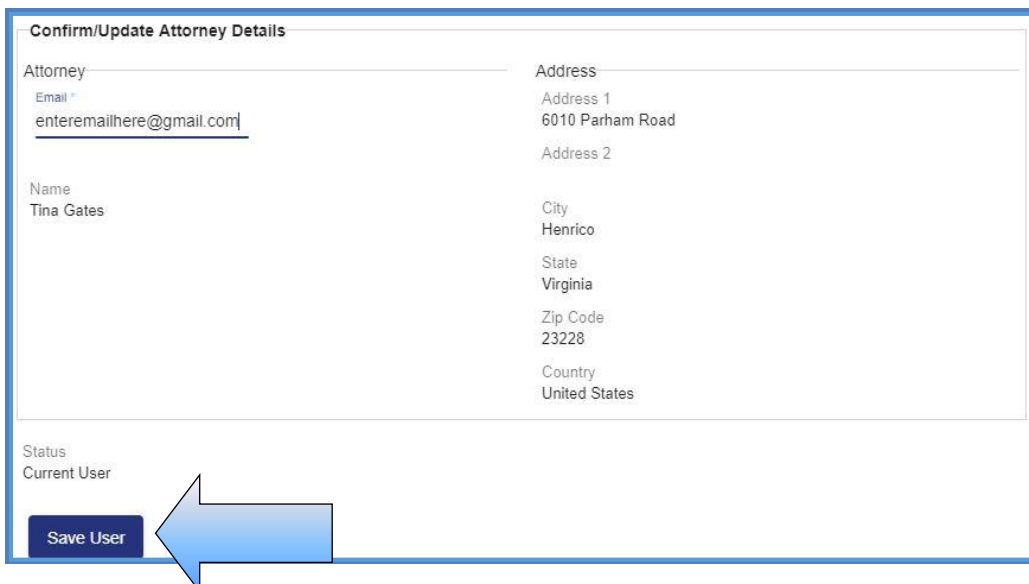 Confirm/Update Attorney Details
Attorney
Email *
enteremailhere@gmail.com
Name
Tina Gates
Address
Address 1
6010 Parham Road
Address 2
City
Henrico
State
Virginia
Zip Code
23228
Country
United States
Status
Current User
Save User